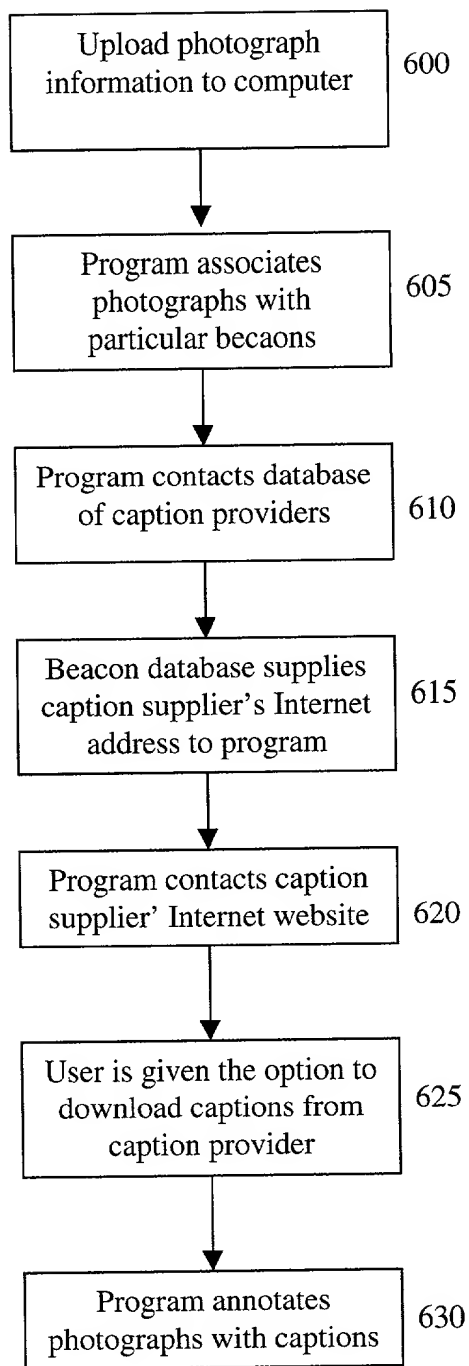 Upload photograph
information to computer
600
Program associates
photographs with
particular becaons
605
Program contacts database
of caption providers
610
Beacon database supplies
caption supplier's Internet
address to program
615
Program contacts caption
supplier' Internet website
620
User is given the option to
download captions from
caption provider
625
Program annotates
photographs with captions
630